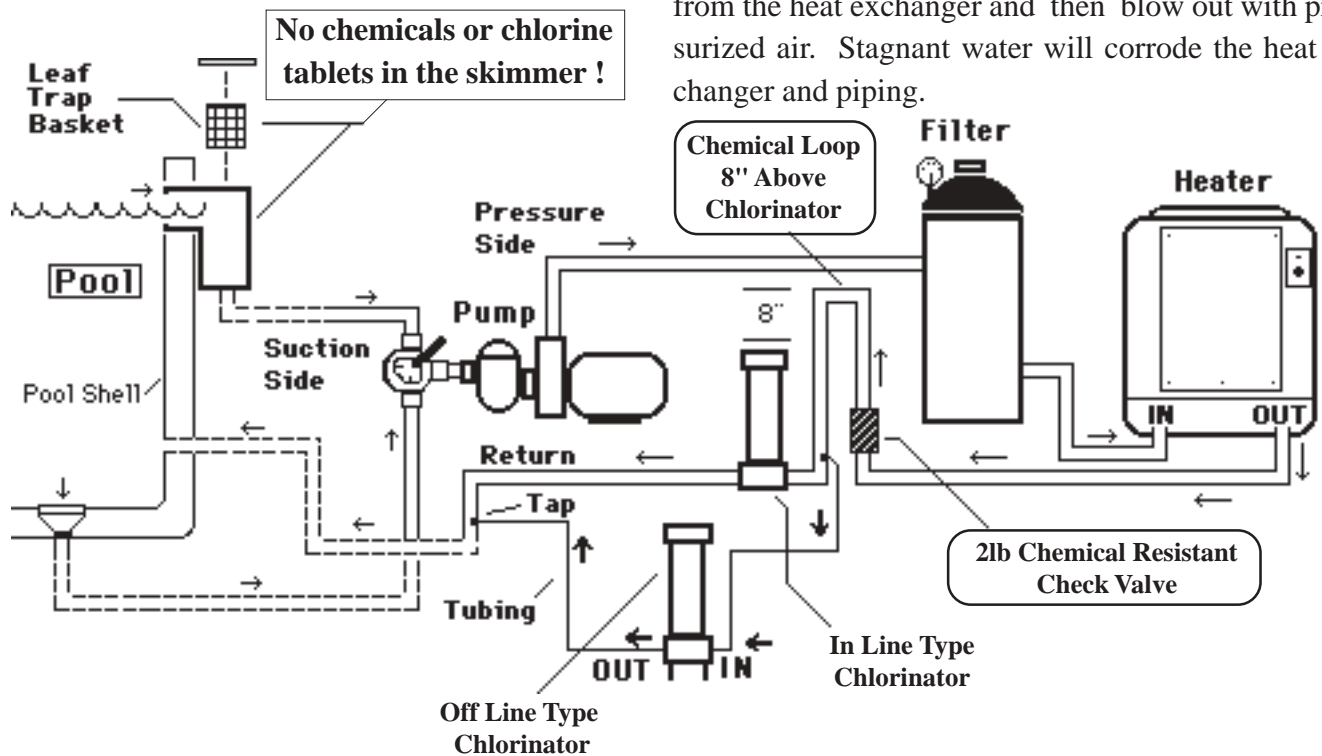 from the heat exchanger and then blow out with
surized air. Stagnant water will corrode the heat
changer and piping.
No chemicals or chlorine
tablets in the skimmer !
Leaf
Trap
Basket
Chemical Loop
8" Above
Chlorinator
Filter
Heater
Pressure
Side
Pool
8"
Pump
Suction
Side
Pool Shell
IN
OUT
Return
Tap
2lb Chemical Resistant
Check Valve
Tubing
OUT
IN
In Line Type
Chlorinator
Off Line Type
Chlorinator